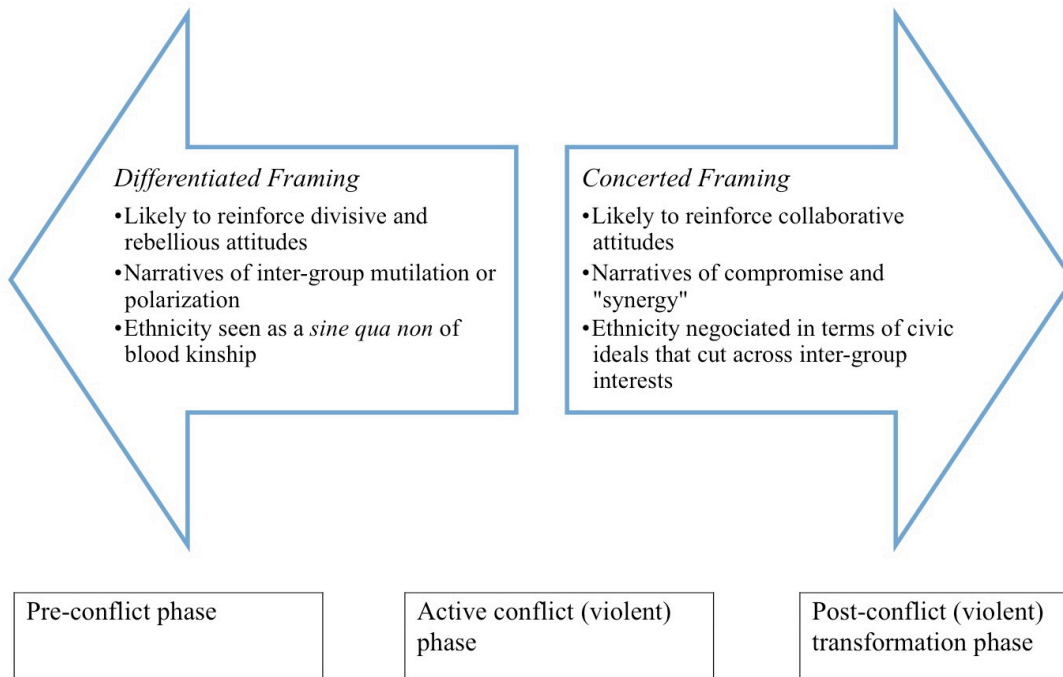 Differentiated Framing
•Likely to reinforce divisive and
rebellious attitudes
•Narratives of inter-group mutilation or
polarization
•Ethnicity seen as a sine qua non of
blood kinship
Concerted Framing
•Likely to reinforce collaborative
attitudes
•Narratives of compromise and
"synergy"
•Ethnicity negociated in terms of civic
ideals that cut across inter-group
interests
Pre-conflict phase
Active conflict (violent)
phase
Post-conflict (violent)
transformation phase